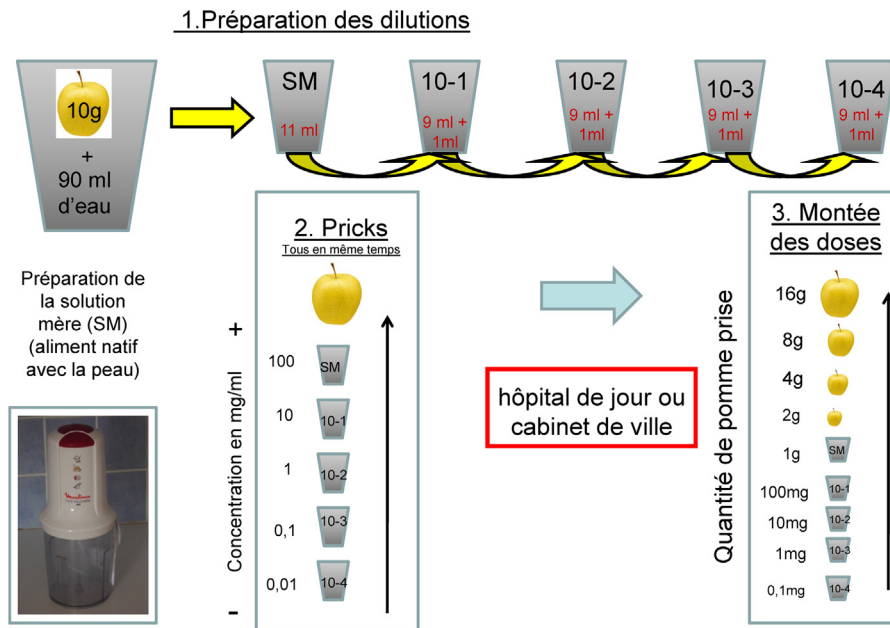 1.Préparation des dilutions
10g
+
90 ml
d'eau
SM
11 ml
10-1
9 ml +
1ml
10-2
9 ml +
1ml
10-3
9 ml +
1ml
10-4
9 ml +
1ml
Préparation de
la solution
mère (SM)
(aliment natif
avec la peau)
Moulinex
2. Pricks
Tous en même temps
+
Concentration en mg/ml
-
100
SM
10
10-1
1
10-2
0,1
10-3
0,01
10-4
hôpital de jour ou
cabinet de ville
3. Montée
des doses
Quantité de pomme prise
16g
8g
4g
2g
1g
SM
100mg
10-1
10mg
10-2
1mg
10-3
0,1mg
10-4